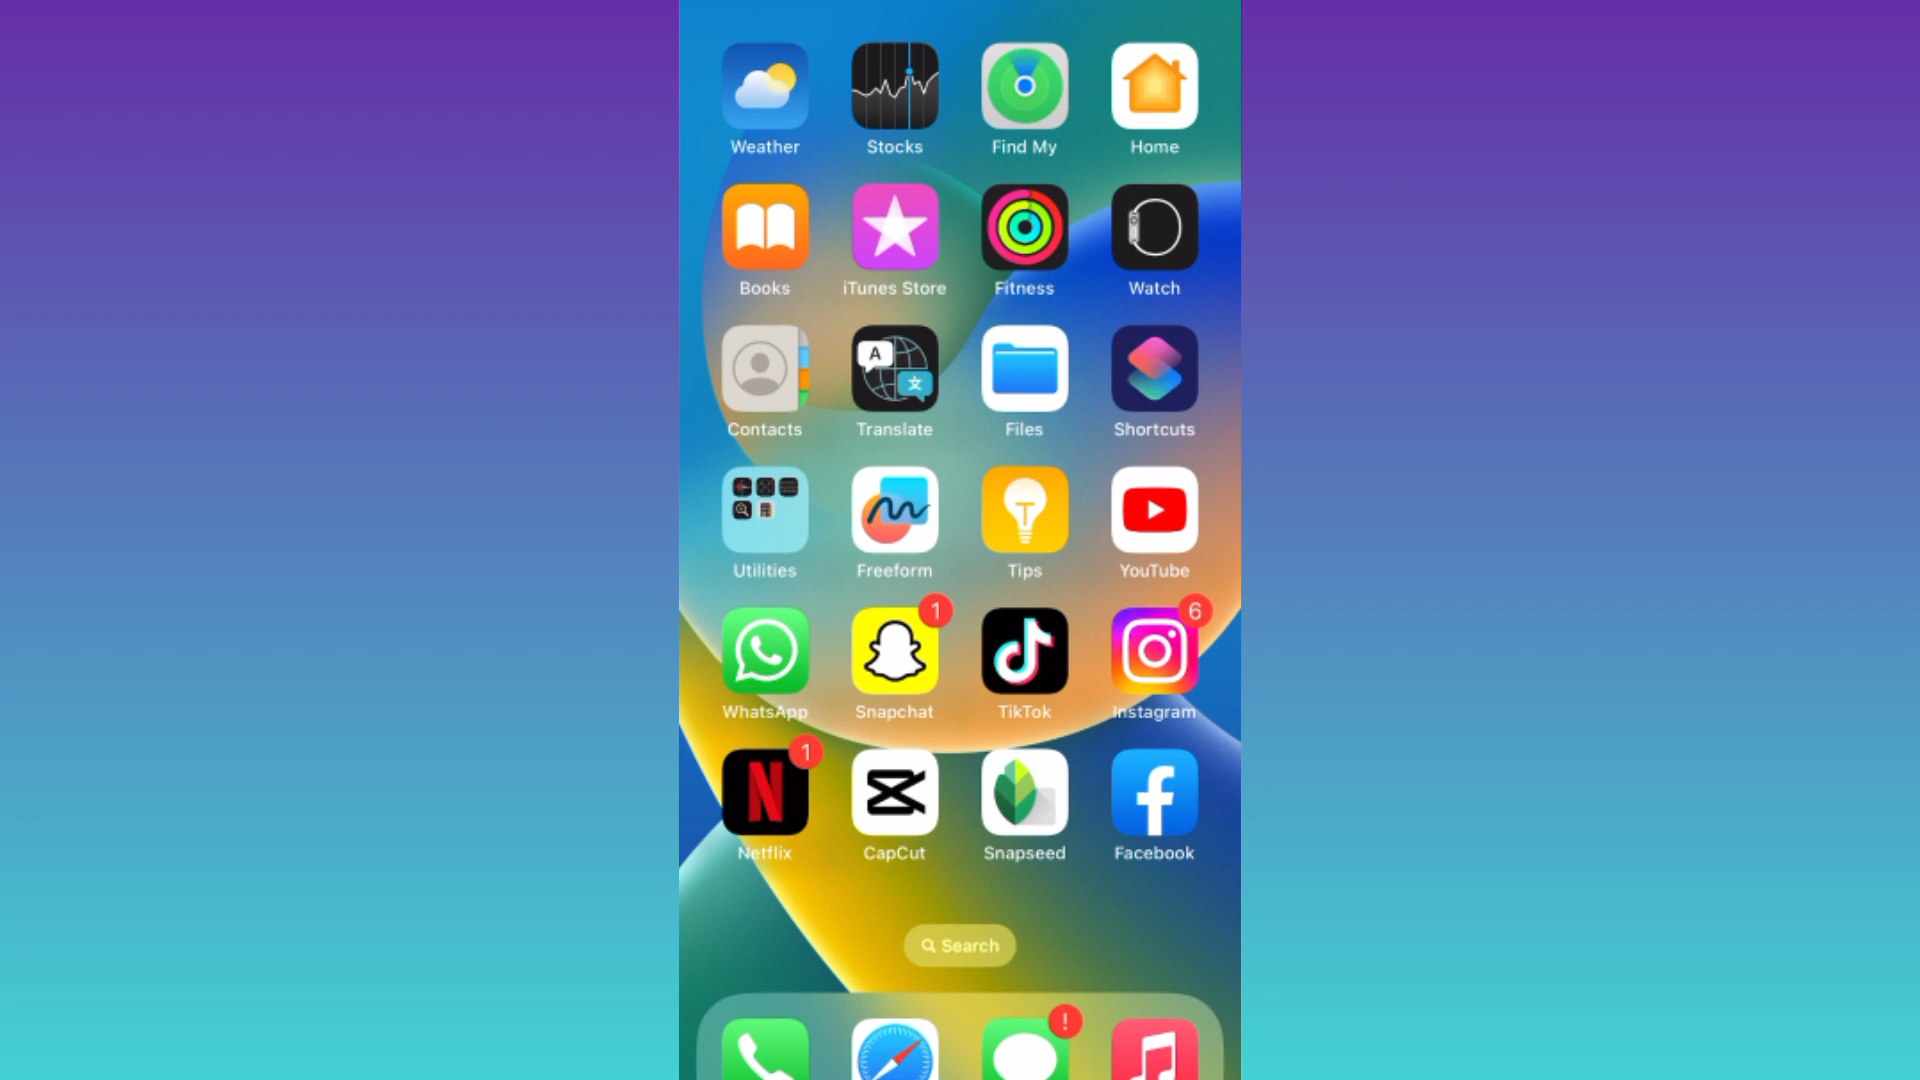 Weather Stocks Find My Home
Books iTunes Store Fitness Watch
A
文
Contacts Translate Files Shortcuts
T
Utilities Freeform Tips YouTube
1
6
WhatsApp Snapchat TikTok Instagram
1
N
Netflix CapCut Snapseed Facebook
Search
!